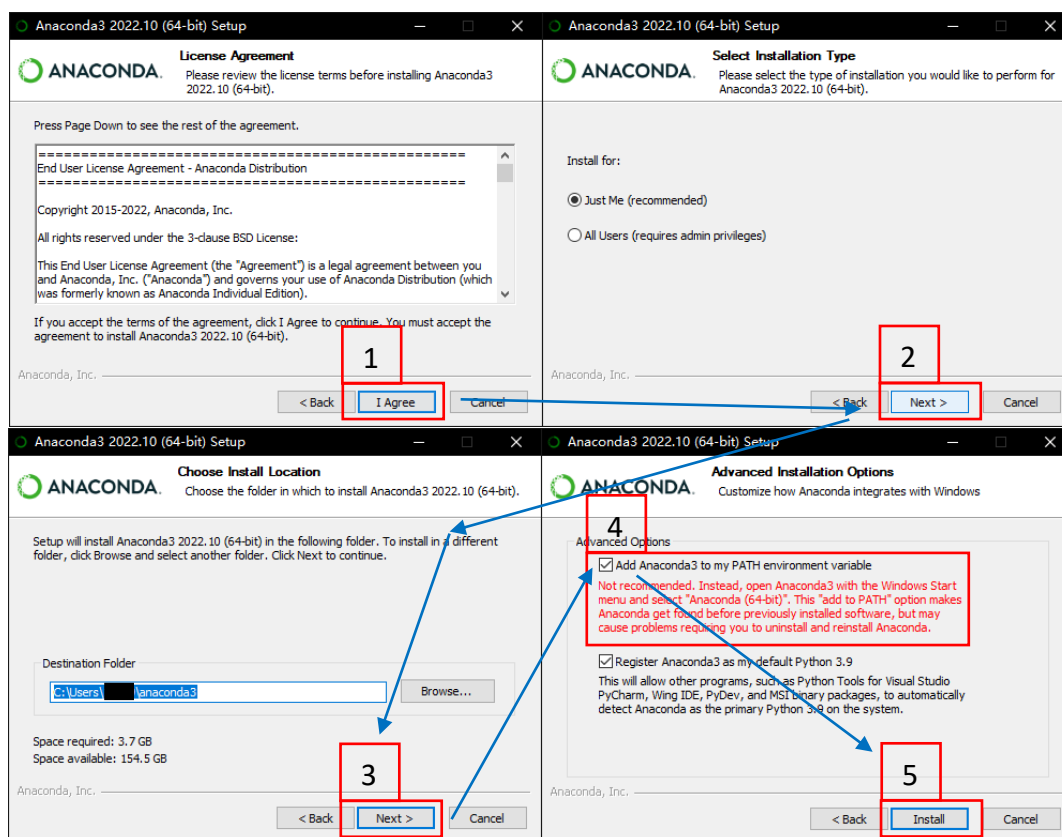 Anaconda3 2022.10 (64-bit) Setup
ANACONDA.
License Agreement
Please review the license terms before installing Anaconda3
2022.10 (64-bit).
Press Page Down to see the rest of the agreement.
===================================================
End User License Agreement - Anaconda Distribution
===================================================
Copyright 2015-2022, Anaconda, Inc.
All rights reserved under the 3-clause BSD License:
This End User License Agreement (the "Agreement") is a legal agreement between you
and Anaconda, Inc. ("Anaconda") and governs your use of Anaconda Distribution (which
was formerly known as Anaconda Individual Edition).
If you accept the terms of the agreement, click I Agree to continue. You must accept the
agreement to install Anaconda3 2022.10 (64-bit).
1
Anaconda, Inc.
< Back
I Agree
Cancel
Anaconda3 2022.10 (64-bit) Setup
ANACONDA.
Select Installation Type
Please select the type of installation you would like to perform for
Anaconda3 2022.10 (64-bit).
Install for:
Just Me (recommended)
All Users (requires admin privileges)
2
Anaconda, Inc.
< Back
Next >
Cancel
Anaconda3 2022.10 (64-bit) Setup
ANACONDA.
Choose Install Location
Choose the folder in which to install Anaconda3 2022.10 (64-bit).
Setup will install Anaconda3 2022.10 (64-bit) in the following folder. To install in a different
folder, click Browse and select another folder. Click Next to continue.
Destination Folder
C:\Users\ \anaconda3
Browse...
Space required: 3.7 GB
Space available: 154.5 GB
3
Anaconda, Inc.
< Back
Next >
Cancel
Anaconda3 2022.10 (64-bit) Setup
ANACONDA.
Advanced Installation Options
Customize how Anaconda integrates with Windows
4
Advanced Options
Add Anaconda3 to my PATH environment variable
Not recommended. Instead, open Anaconda3 with the Windows Start
menu and select "Anaconda (64-bit)". This "add to PATH" option makes
Anaconda get found before previously installed software, but may
cause problems requiring you to uninstall and reinstall Anaconda.
Register Anaconda3 as my default Python 3.9
This will allow other programs, such as Python Tools for Visual Studio
PyCharm, Wing IDE, PyDev, and MSI binary packages, to automatically
detect Anaconda as the primary Python 3.9 on the system.
5
Anaconda, Inc.
< Back
Install
Cancel